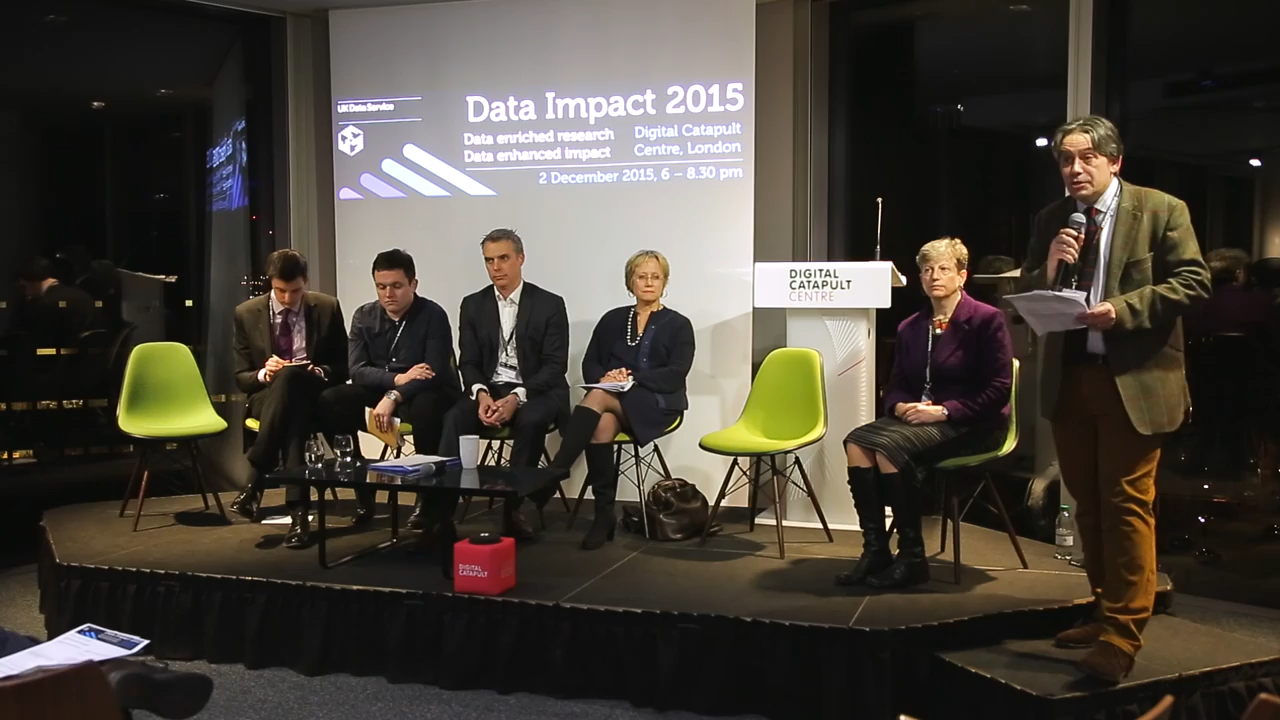 UK Data Service
Data Impact 2015
Data enriched research
Data enhanced impact
Digital Catapult
Centre, London
2 December 2015, 6 – 8.30 pm
DIGITAL
CATAPULT
CENTRE
DIGITAL
CATAPULT